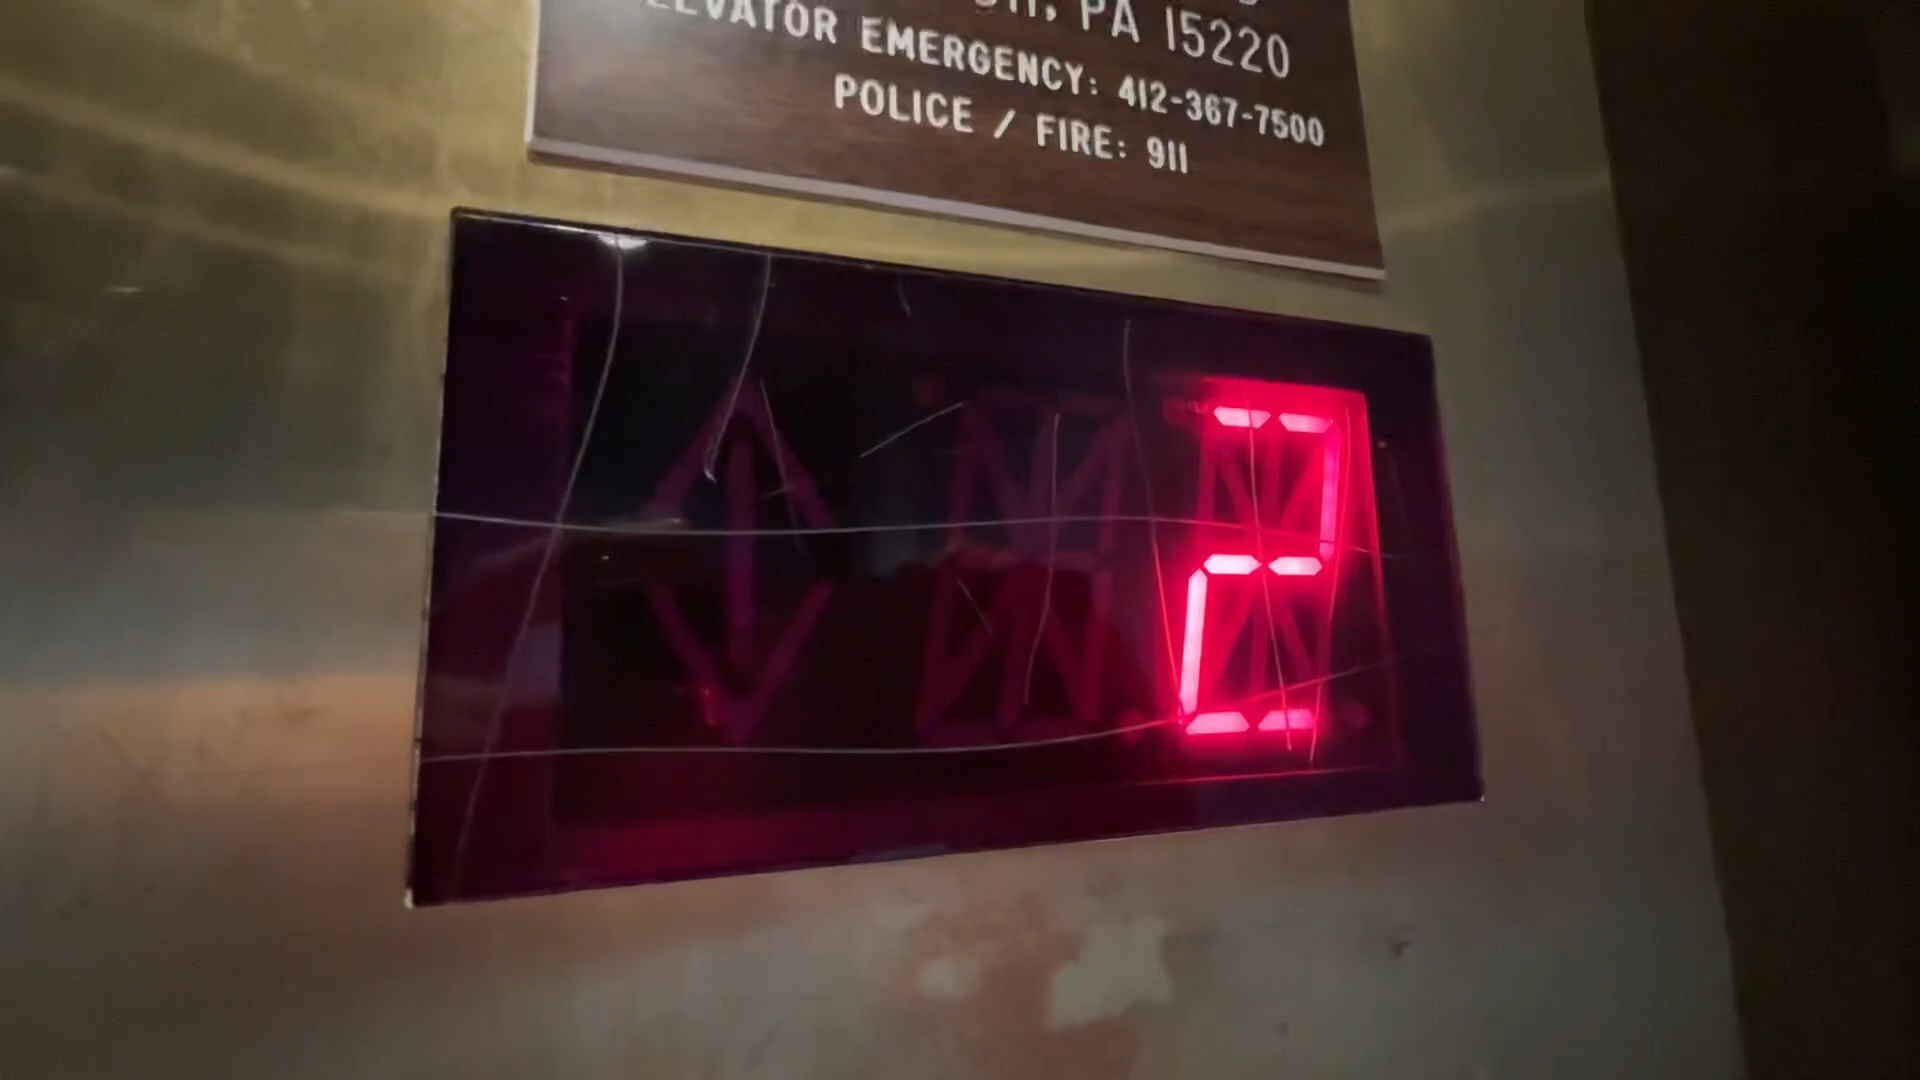 PA 15220
ELEVATOR EMERGENCY: 412-367-7500
POLICE / FIRE: 911
2